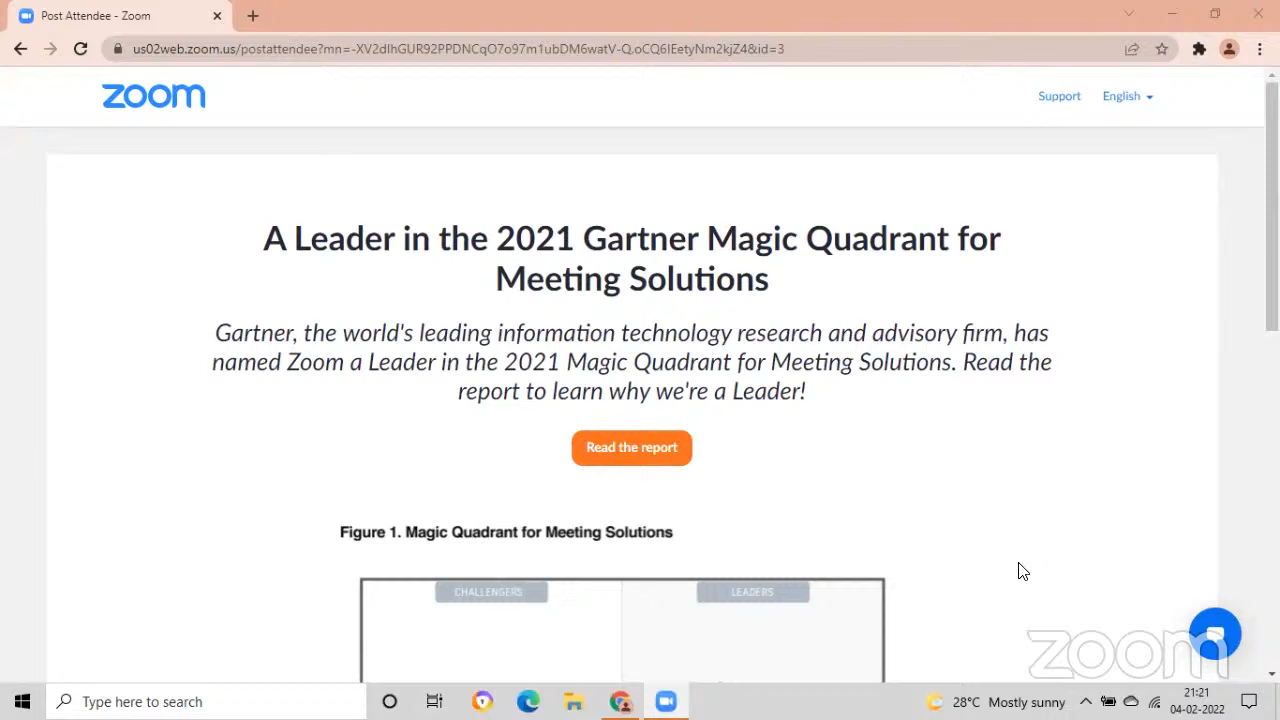 Post Attendee - Zoom
us02web.zoom.us/postattendee?mn=-XV2dIhGUR92PPDNCqO7o97m1ubDM6watV-Q.oCQ6IEetyNm2kjZ4&id=3
zoom
Support English
A Leader in the 2021 Gartner Magic Quadrant for
Meeting Solutions
Gartner, the world's leading information technology research and advisory firm, has
named Zoom a Leader in the 2021 Magic Quadrant for Meeting Solutions. Read the
report to learn why we're a Leader!
Read the report
Figure 1. Magic Quadrant for Meeting Solutions
CHALLENGERS LEADERS
zoom
Type here to search
28°C Mostly sunny
21:21
04-02-2022